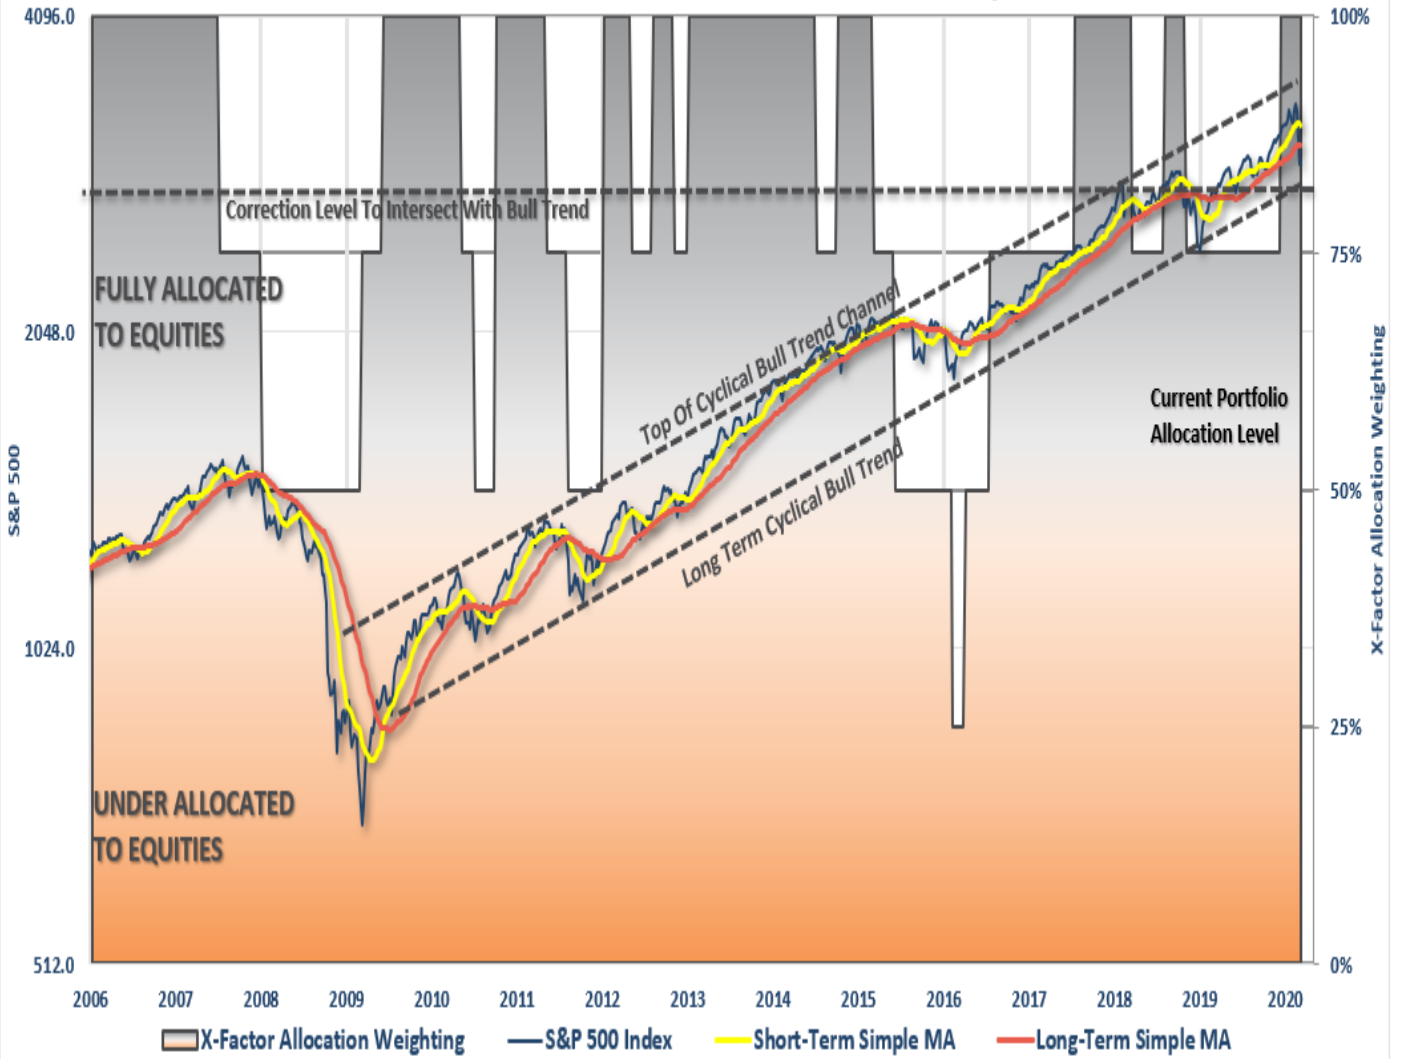 4096.0
100%
Correction Level To Intersect With Bull Trend
75%
FULLY ALLOCATED
TO EQUITIES
Top Of Cyclical Bull Trend Channel
2048.0
Current Portfolio
Allocation Level
S&P 500
X-Factor Allocation Weighting
50%
Long Term Cyclical Bull Trend
1024.0
25%
UNDER ALLOCATED
TO EQUITIES
512.0
0%
2006 2007 2008 2009 2010 2011 2012 2013 2014 2015 2016 2017 2018 2019 2020
X-Factor Allocation Weighting S&P 500 Index Short-Term Simple MA Long-Term Simple MA